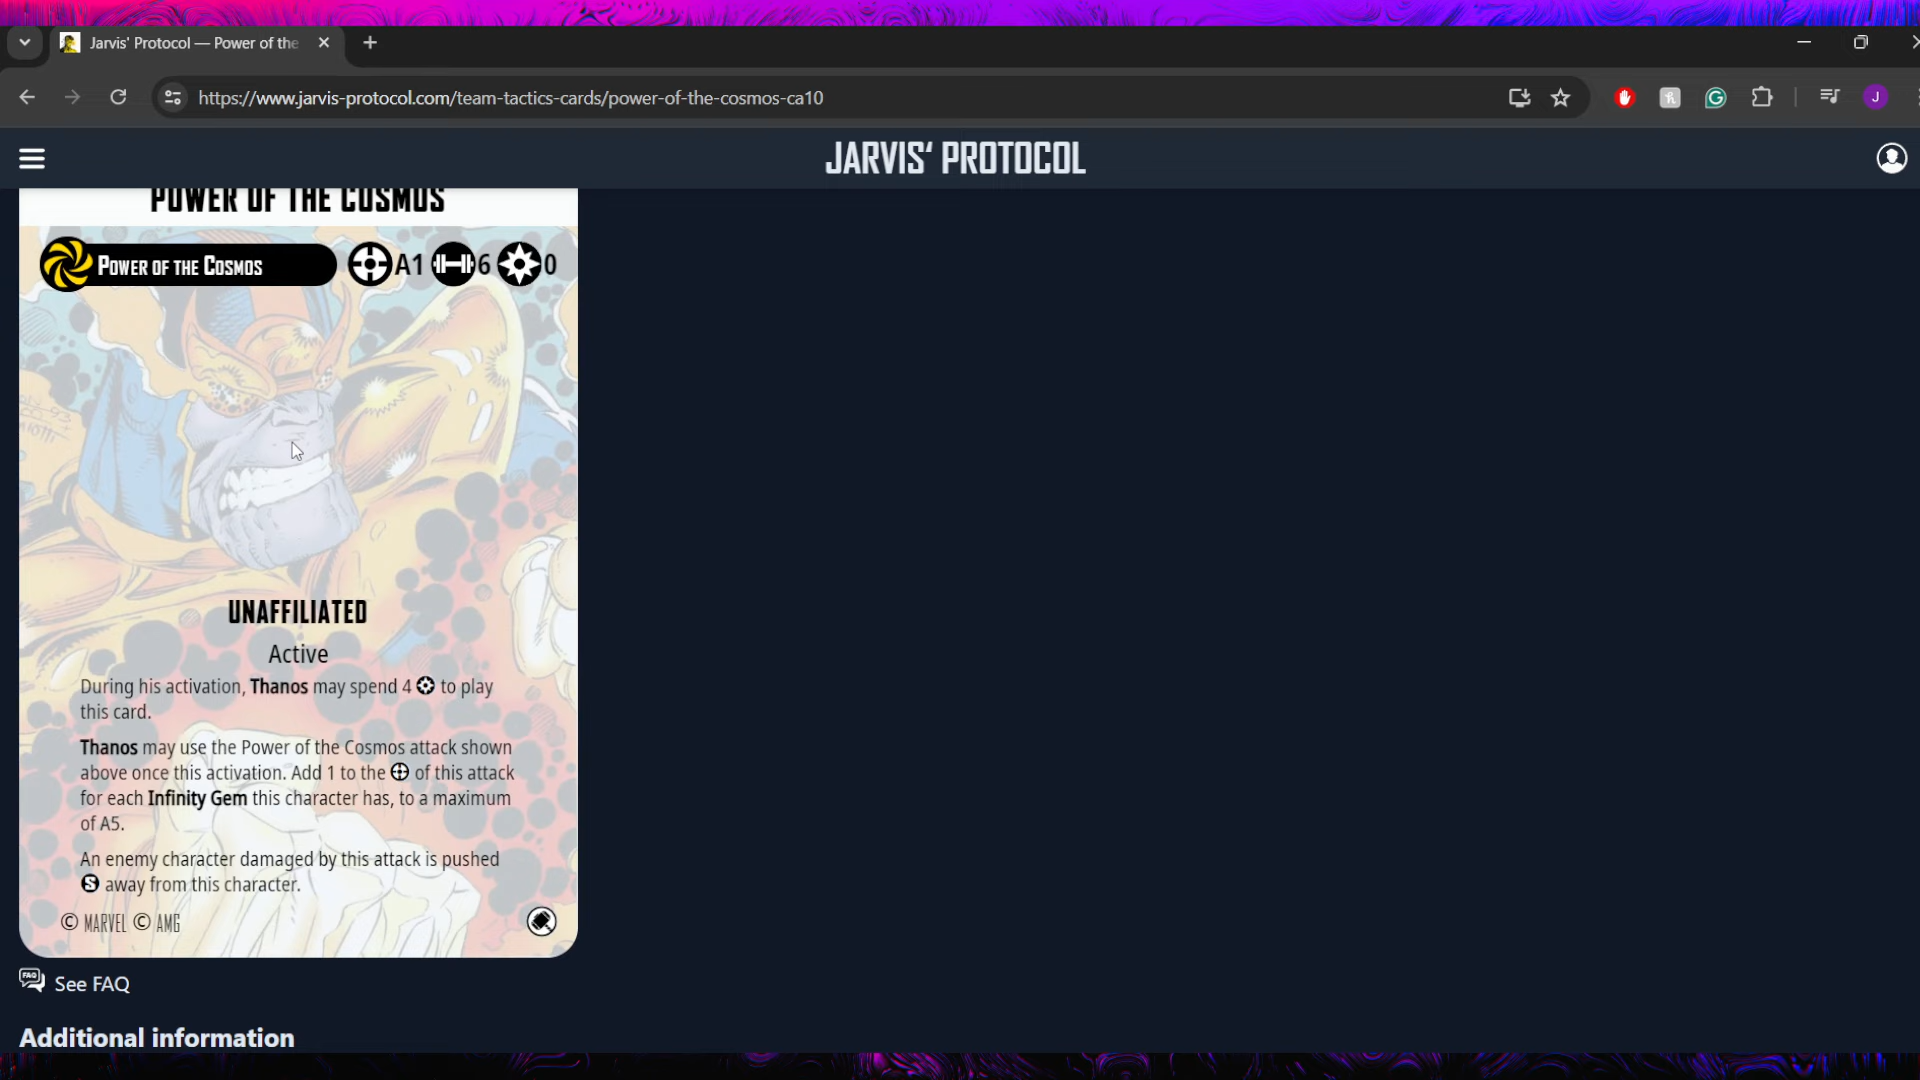 Jarvis' Protocol — Power of the
https://www.jarvis-protocol.com/team-tactics-cards/power-of-the-cosmos-ca10
J
JARVIS' PROTOCOL
POWER OF THE COSMOS
POWER OF THE COSMOS A1 6 0
UNAFFILIATED
Active
During his activation, Thanos may spend 4 to play
this card.
Thanos may use the Power of the Cosmos attack shown
above once this activation. Add 1 to the of this attack
for each Infinity Gem this character has, to a maximum
of A5.
An enemy character damaged by this attack is pushed
S away from this character.
© MARVEL © AMG
FAQ See FAQ
Additional information